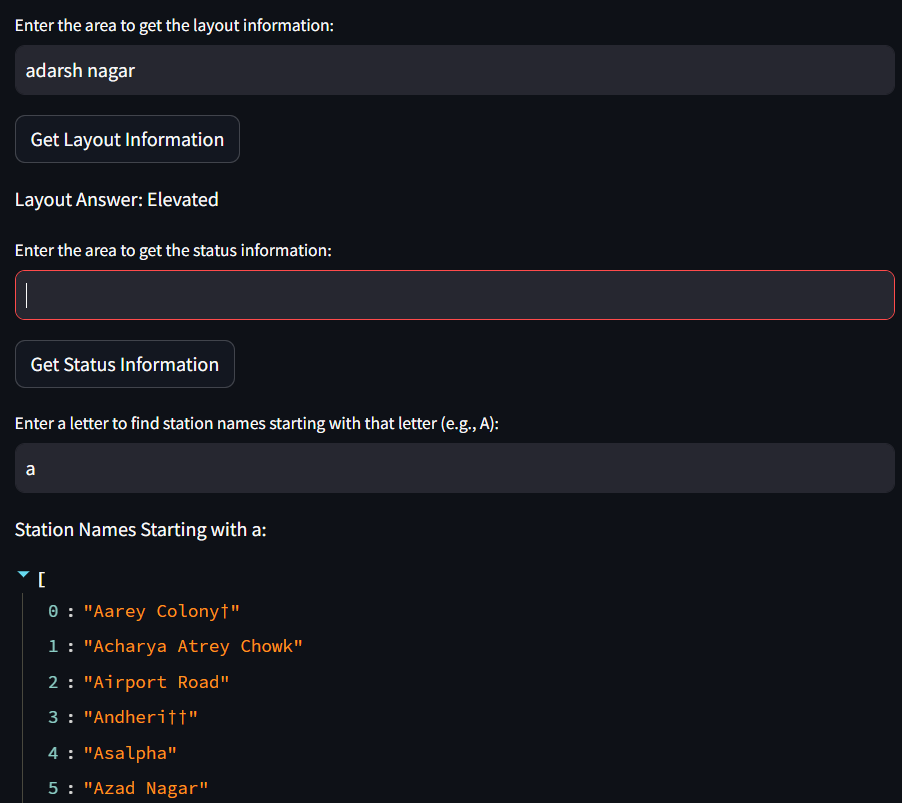 Enter the area to get the layout information:
adarsh nagar
Get Layout Information
Layout Answer: Elevated
Enter the area to get the status information:
Get Status Information
Enter a letter to find station names starting with that letter (e.g., A):
a
Station Names Starting with a:
[
0 : "Aarey Colony†"
1 : "Acharya Atrey Chowk"
2 : "Airport Road"
3 : "Andheri††"
4 : "Asalpha"
5 : "Azad Nagar"